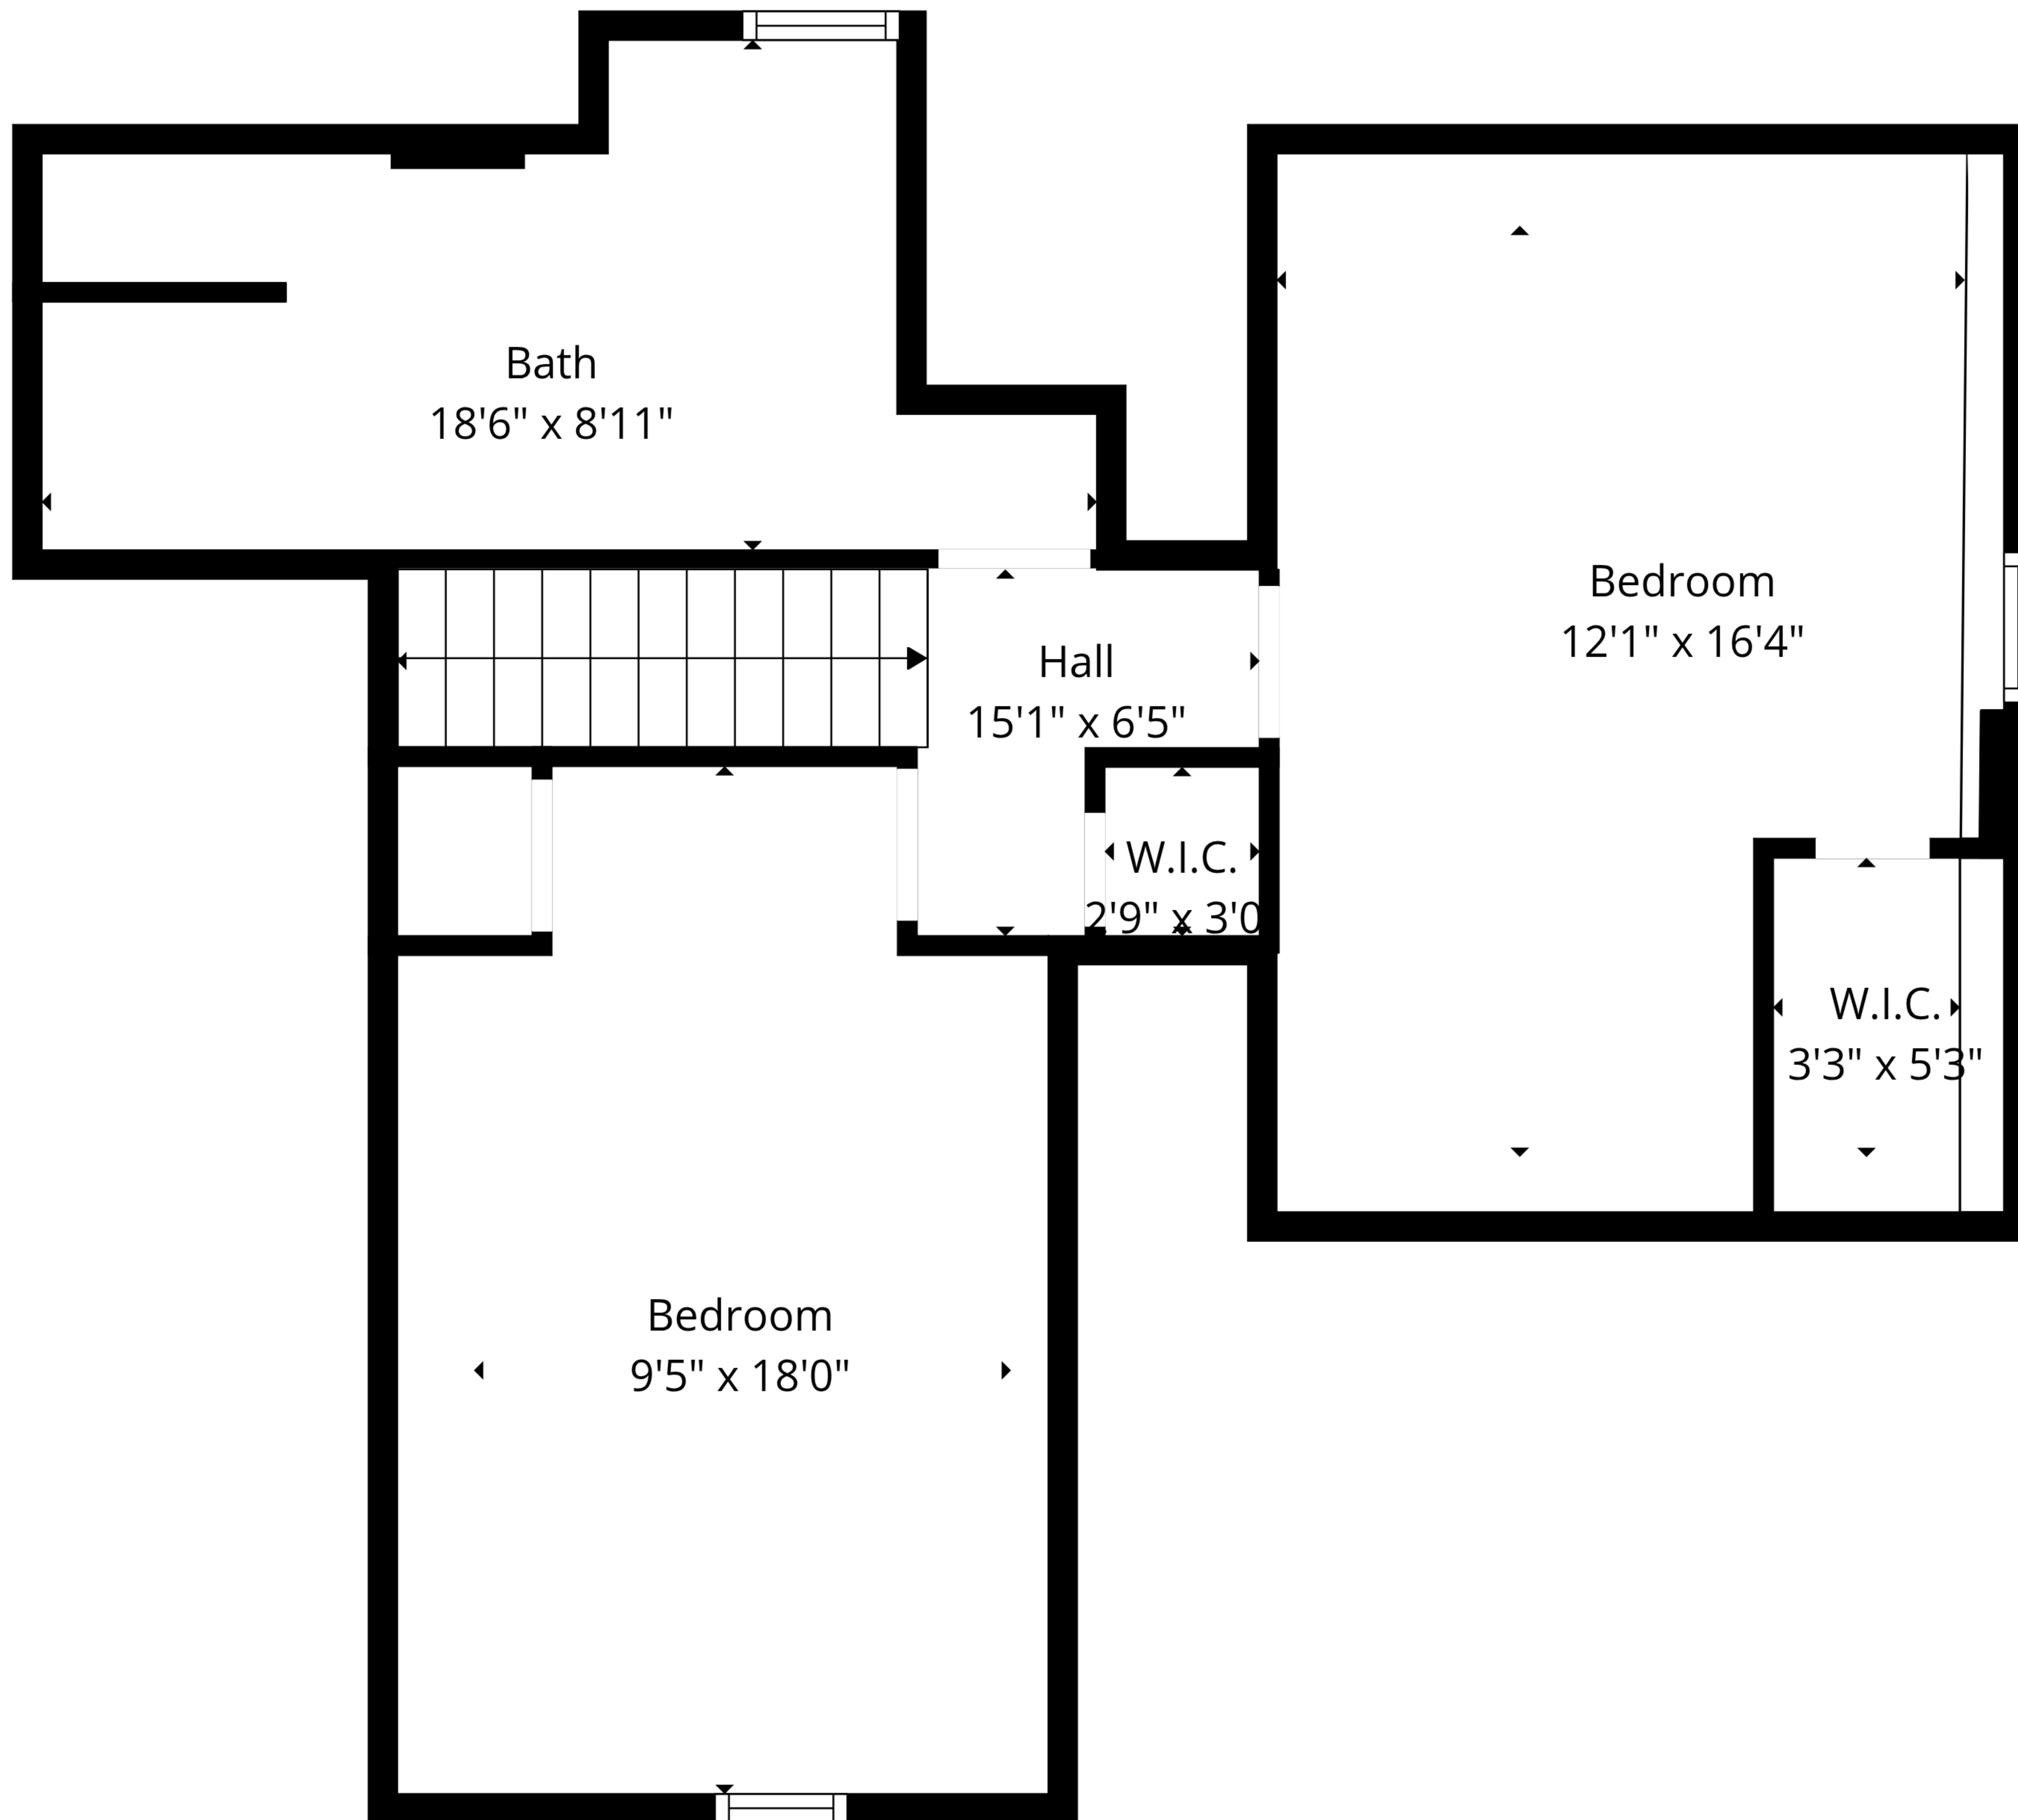 Bath
18'6" x 8'11"
Hall
15'1" x 6'5"
Bedroom
12'1" x 16'4"
W.I.C.
2'9" x 3'0
W.I.C.
3'3" x 5'3"
Bedroom
9'5" x 18'0"